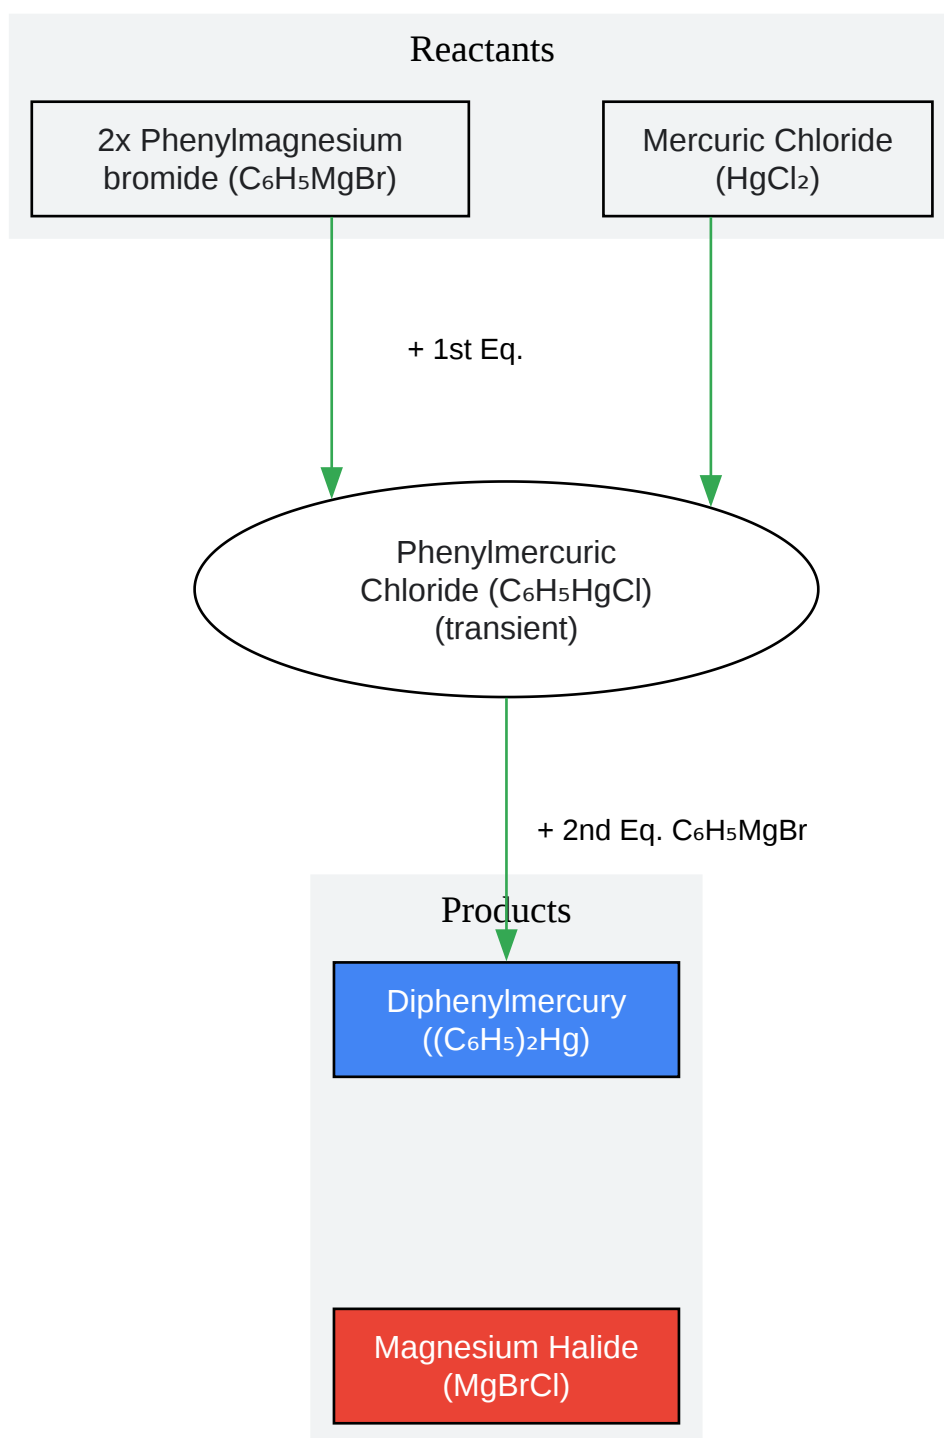 Reactants
2x Phenylmagnesium
bromide (C₆H₅MgBr)
Mercuric Chloride
(HgCl₂)
+ 1st Eq.
Phenylmercuric
Chloride (C₆H₅HgCl)
(transient)
+ 2nd Eq. C₆H₅MgBr
Products
Diphenylmercury
((C₆H₅)₂Hg)
Magnesium Halide
(MgBrCl)